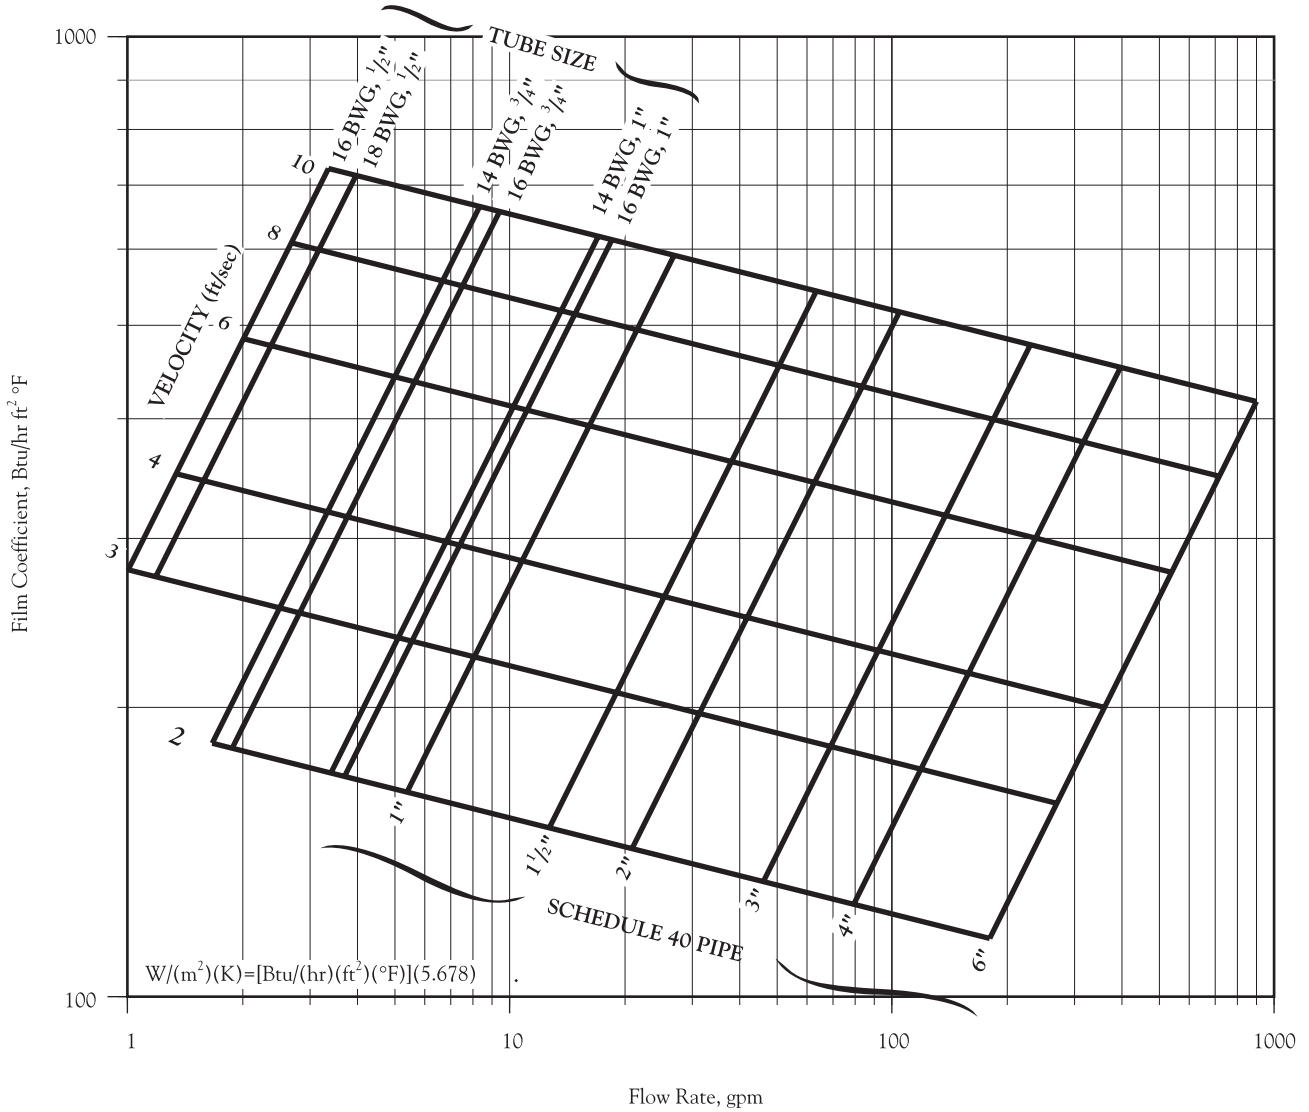 1000
TUBE SIZE
16 BWG, 1/2"
18 BWG, 1/2"
14 BWG, 3/4"
16 BWG, 3/4"
14 BWG, 1"
16 BWG, 1"
10
8
6
4
3
2
VELOCITY (ft/sec)
Film Coefficient, Btu/hr ft² °F
1"
1 1/2"
2"
3"
4"
6"
SCHEDULE 40 PIPE
W/(m²)(K)=[Btu/(hr)(ft²)(°F)](5.678) .
100
1 10 100 1000
Flow Rate, gpm